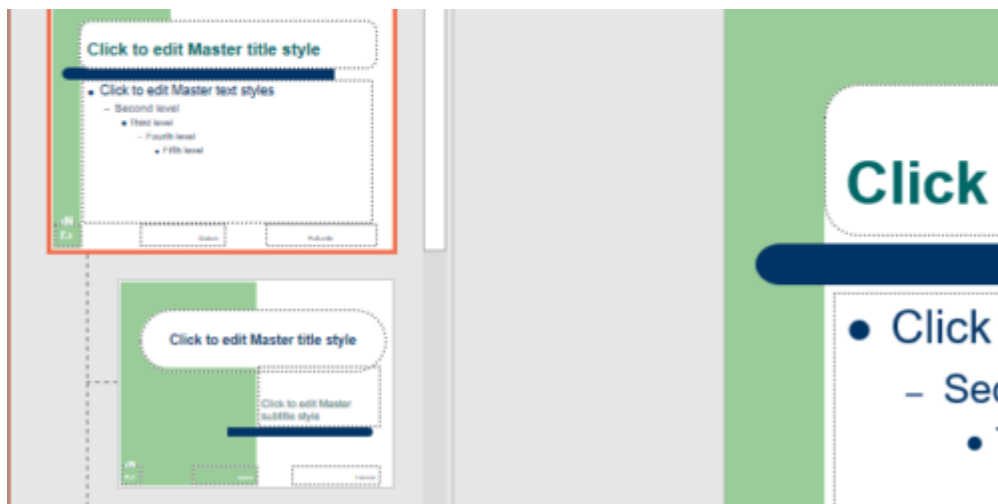 Click to edit Master title style
• Click to edit Master text styles
– Second level
• Third level
– Fourth level
• Fifth level
Click to edit Master title style
Click to edit Master
subtitle style
Click
• Click
– Sec
•